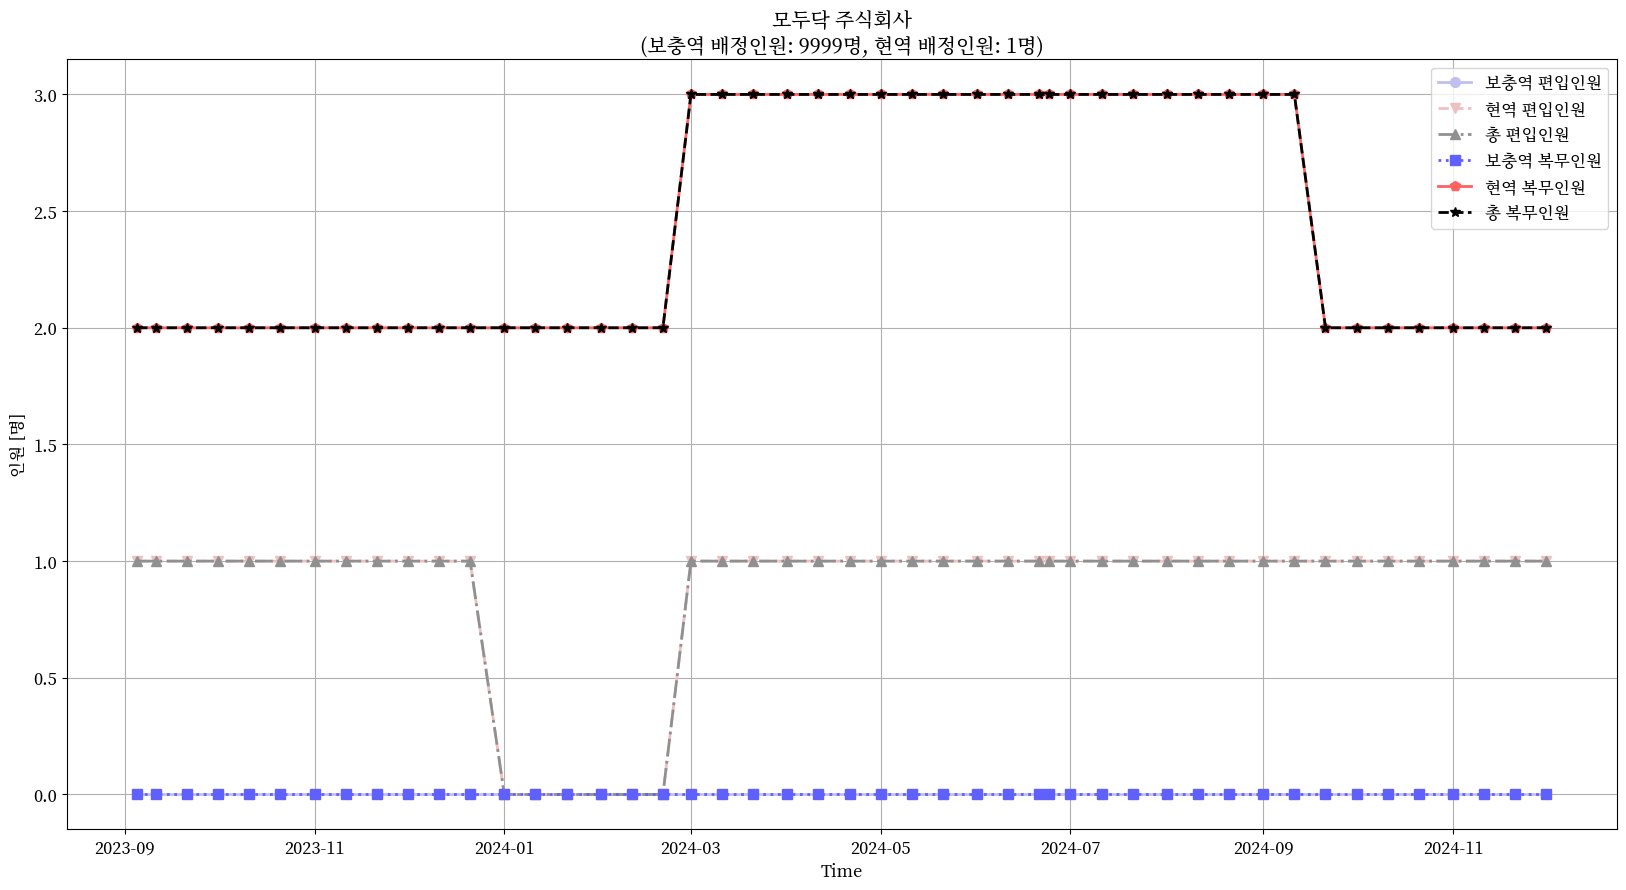 모두닥 주식회사
(보충역 배정인원: 9999명, 현역 배정인원: 1명)
보충역 편입인원
현역 편입인원
총 편입인원
보충역 복무인원
현역 복무인원
총 복무인원
3.0
2.5
2.0
1.5
1.0
0.5
0.0
인원 [명]
2023-09 2023-11 2024-01 2024-03 2024-05 2024-07 2024-09 2024-11
Time